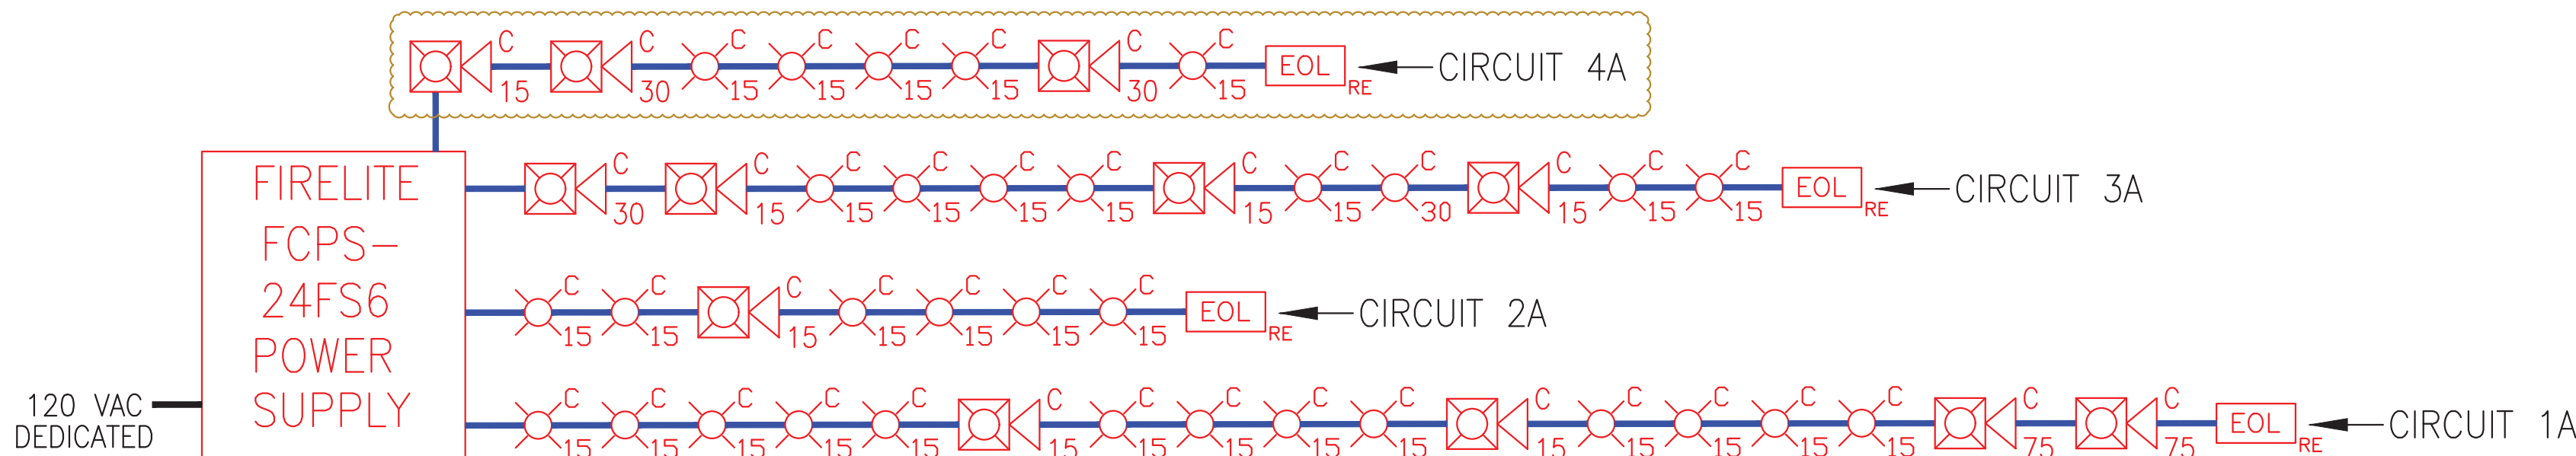 C C C C C C C C
15 30 15 15 15 15 30 15
EOL
RE
CIRCUIT 4A
FIRELITE
FCPS-
24FS6
POWER
SUPPLY
120 VAC
DEDICATED
C C C C C C C C C C C C
30 15 15 15 15 15 15 15 30 15 15 15
EOL
RE
CIRCUIT 3A
C C C C C C C
15 15 15 15 15 15 15
EOL
RE
CIRCUIT 2A
C C C C C C C C C C C C C C C C C
15 15 15 15 15 15 15 15 15 15 15 15 15 15 15 75 75
EOL
RE
CIRCUIT 1A